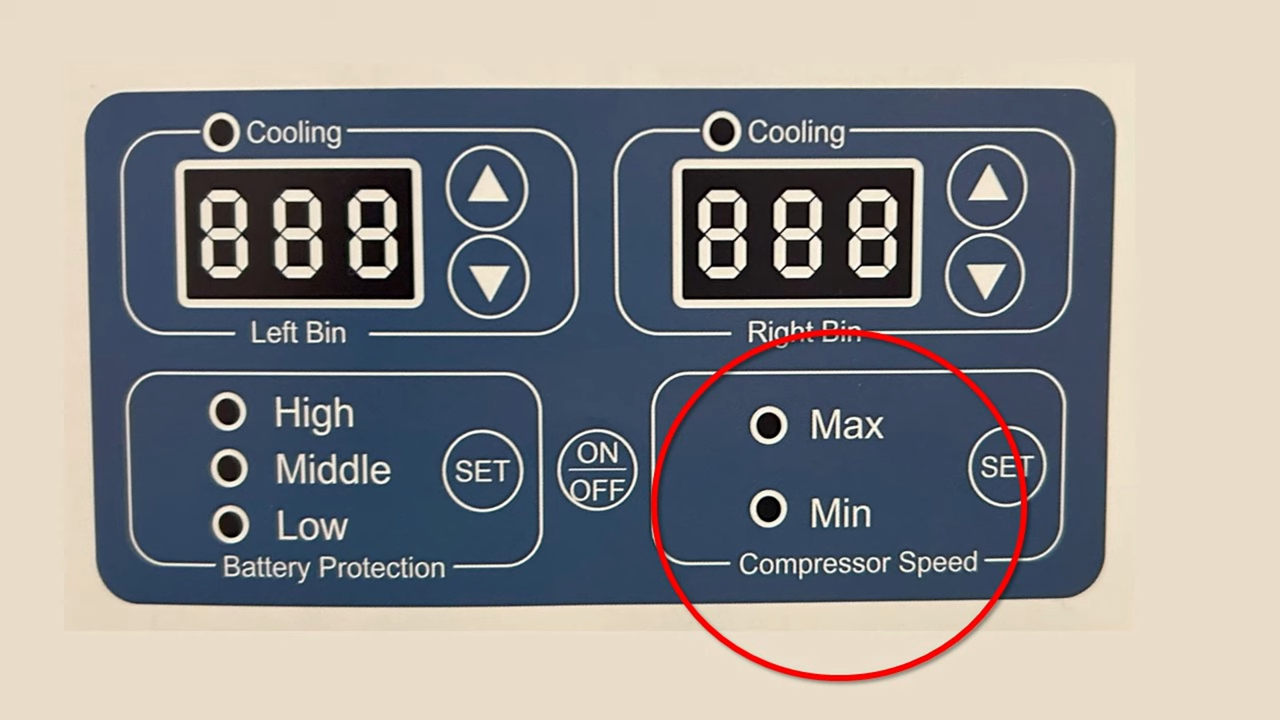 Cooling
888
Left Bin
Cooling
888
Right Bin
High
Middle
Low
SET
Battery Protection
ON
OFF
Max
Min
SET
Compressor Speed